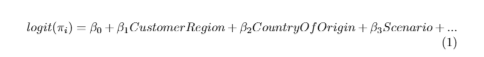 logit(πᵢ) = β₀ + β₁CustomerRegion + β₂CountryOfOrigin + β₃Scenario + ...
(1)